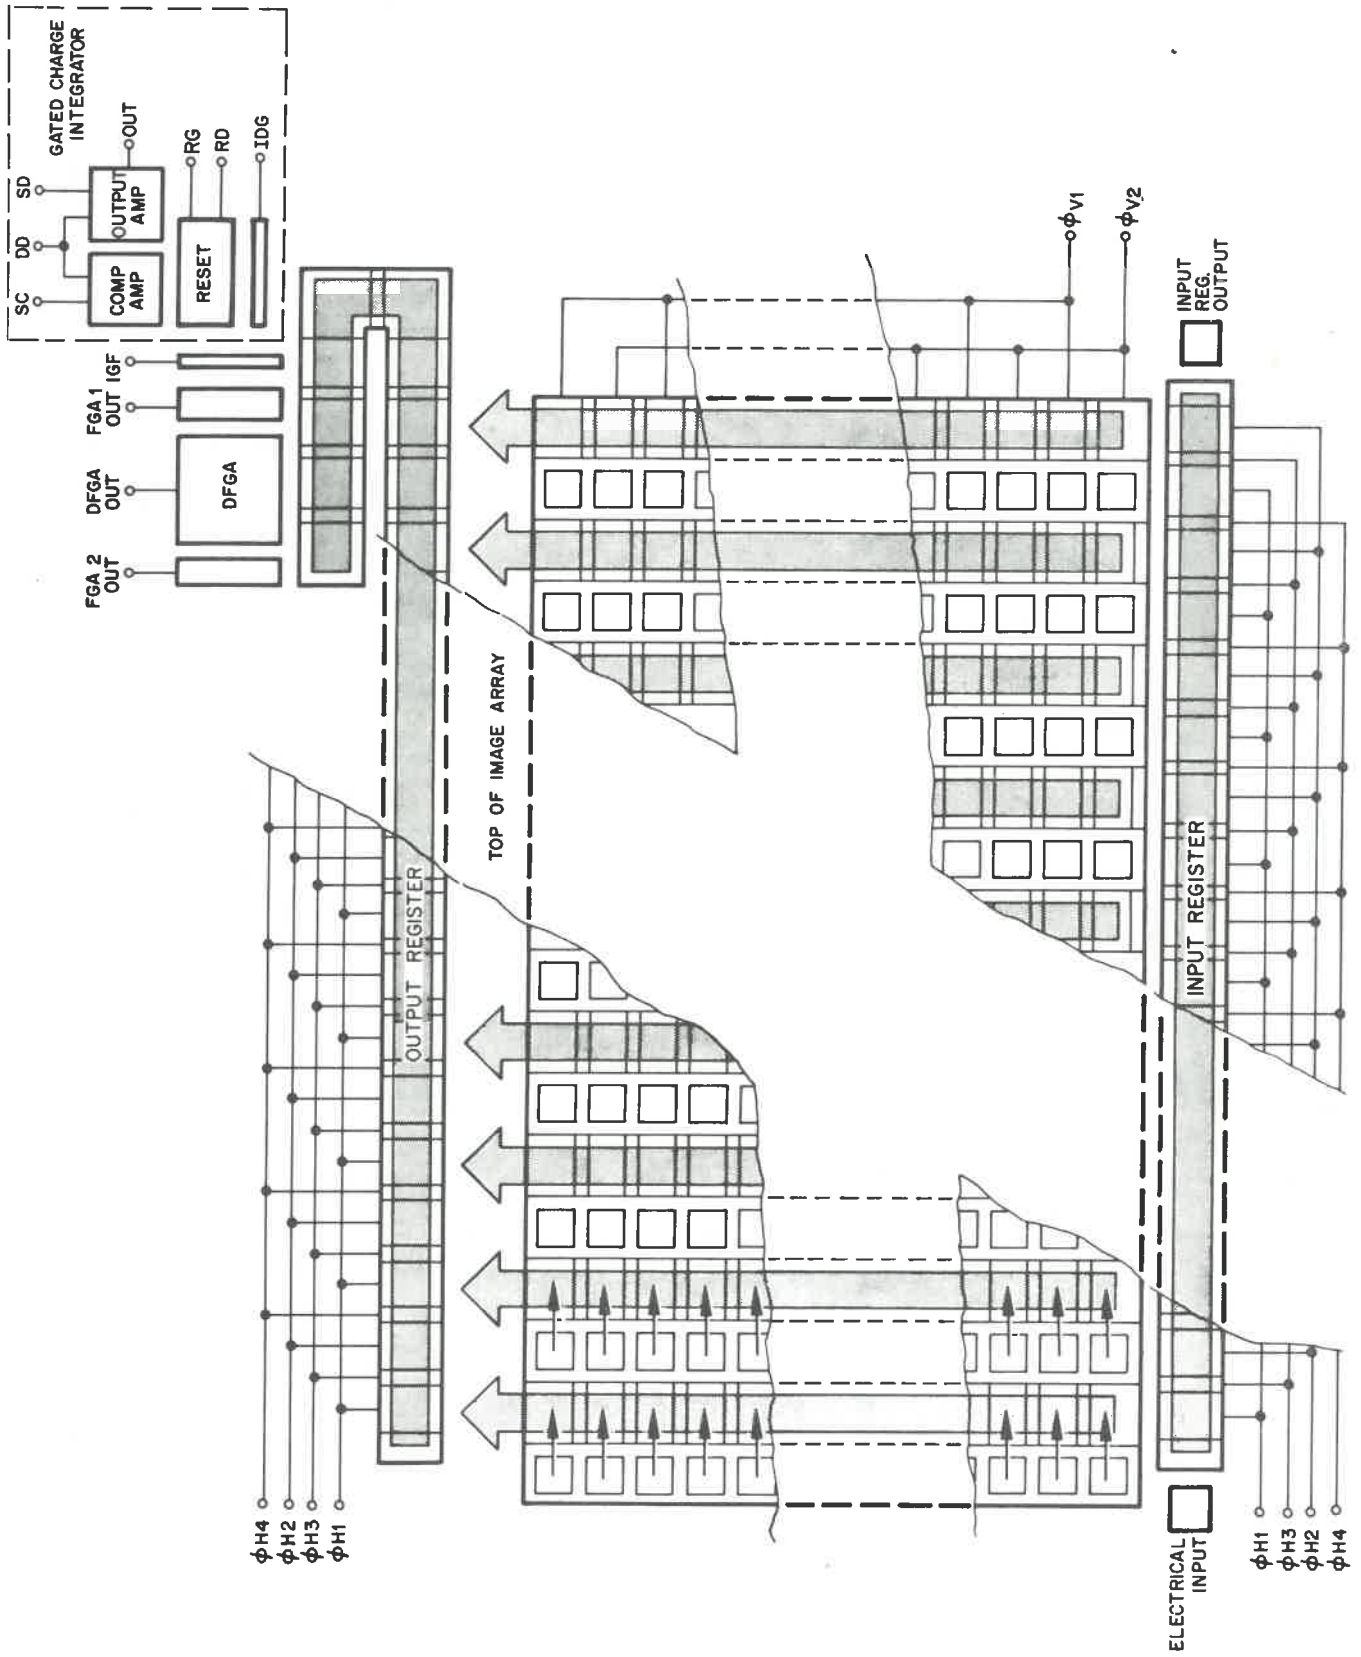 GATED CHARGE
INTEGRATOR
SD
DD
SC
OUT
OUTPUT
AMP
COMP
AMP
RG
RD
RESET
IDG
IGF
FGA 1
OUT
DFGA
OUT
DFGA
FGA 2
OUT
TOP OF IMAGE ARRAY
OUTPUT REGISTER
ϕH4
ϕH2
ϕH3
ϕH1
ϕV1
ϕV2
INPUT
REG.
OUTPUT
INPUT REGISTER
ELECTRICAL
INPUT
ϕH1
ϕH3
ϕH2
ϕH4